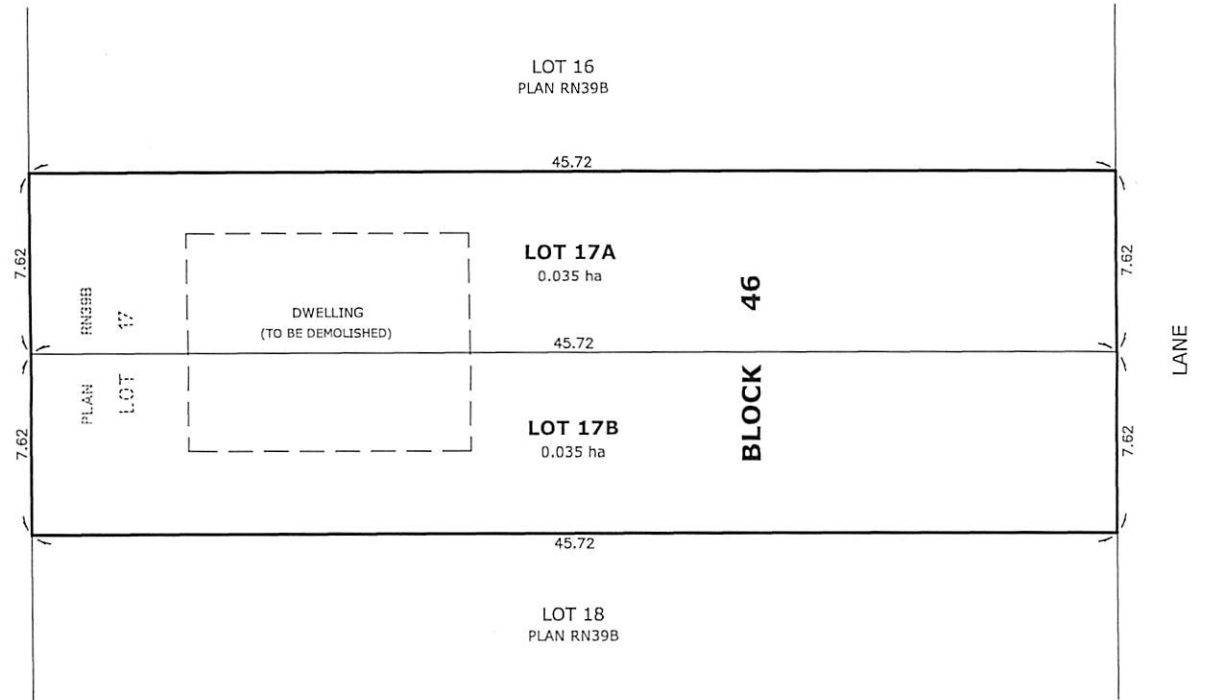 LOT 16
PLAN RN39B
45.72
7.62
LOT 17A
0.035 ha
7.62
PLAN RN39B
LOT 17
DWELLING
(TO BE DEMOLISHED)
BLOCK 46
45.72
LANE
7.62
LOT 17B
0.035 ha
7.62
45.72
LOT 18
PLAN RN39B